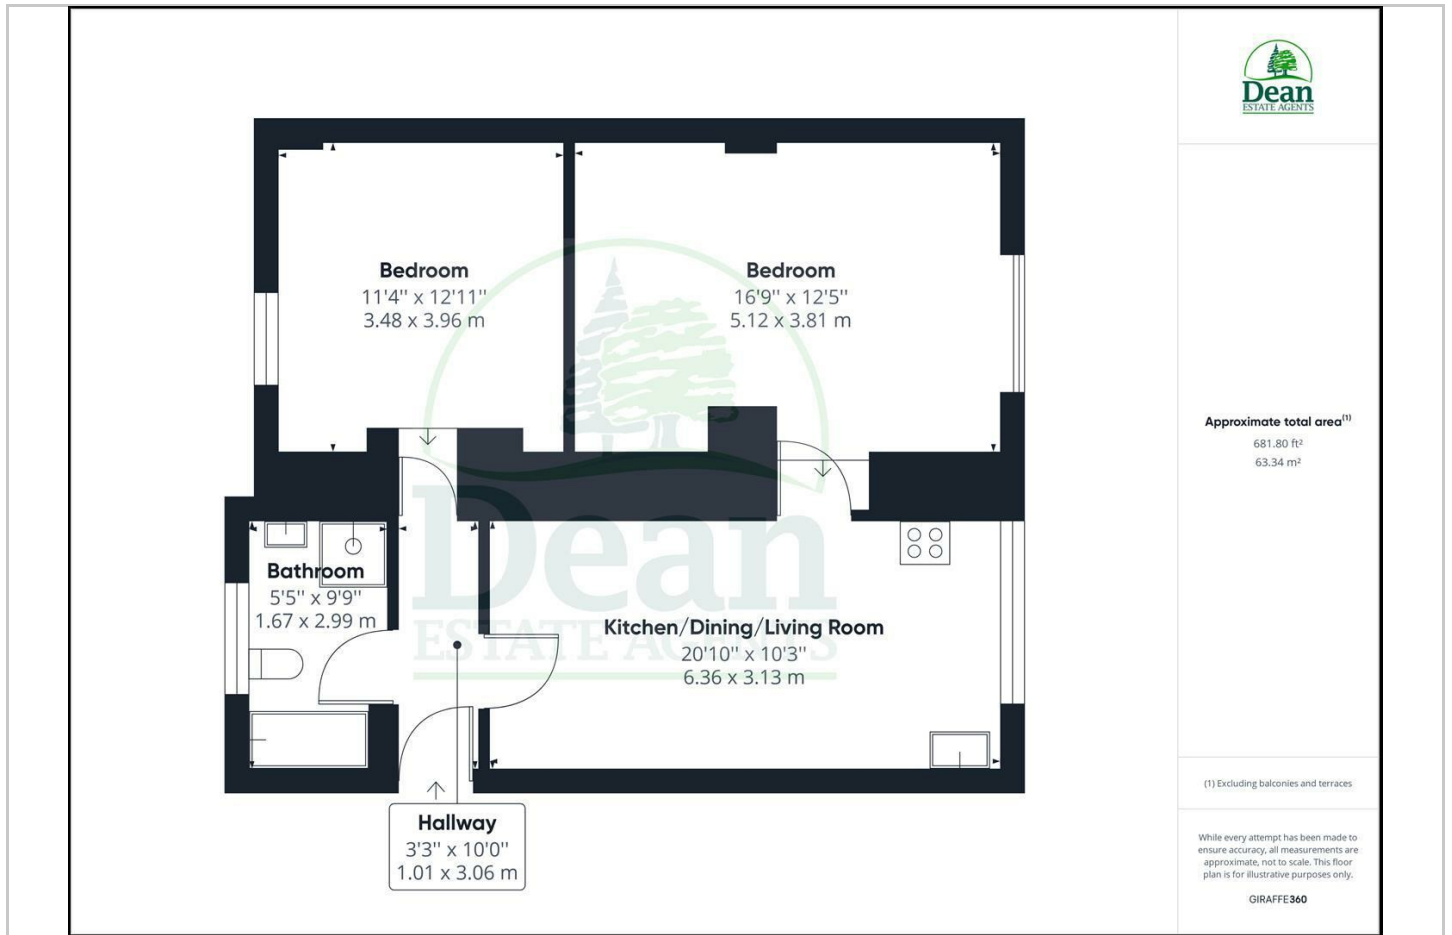 Dean
ESTATE AGENTS
Bedroom
11'4'' x 12'11''
3.48 x 3.96 m
Bedroom
16'9'' x 12'5''
5.12 x 3.81 m
Approximate total area(1)
681.80 ft²
63.34 m²
Dean
ESTATE AGENTS
Bathroom
5'5'' x 9'9''
1.67 x 2.99 m
Kitchen/Dining/Living Room
20'10'' x 10'3''
6.36 x 3.13 m
Hallway
3'3'' x 10'0''
1.01 x 3.06 m
(1) Excluding balconies and terraces
While every attempt has been made to
ensure accuracy, all measurements are
approximate, not to scale. This floor
plan is for illustrative purposes only.
GIRAFFE360